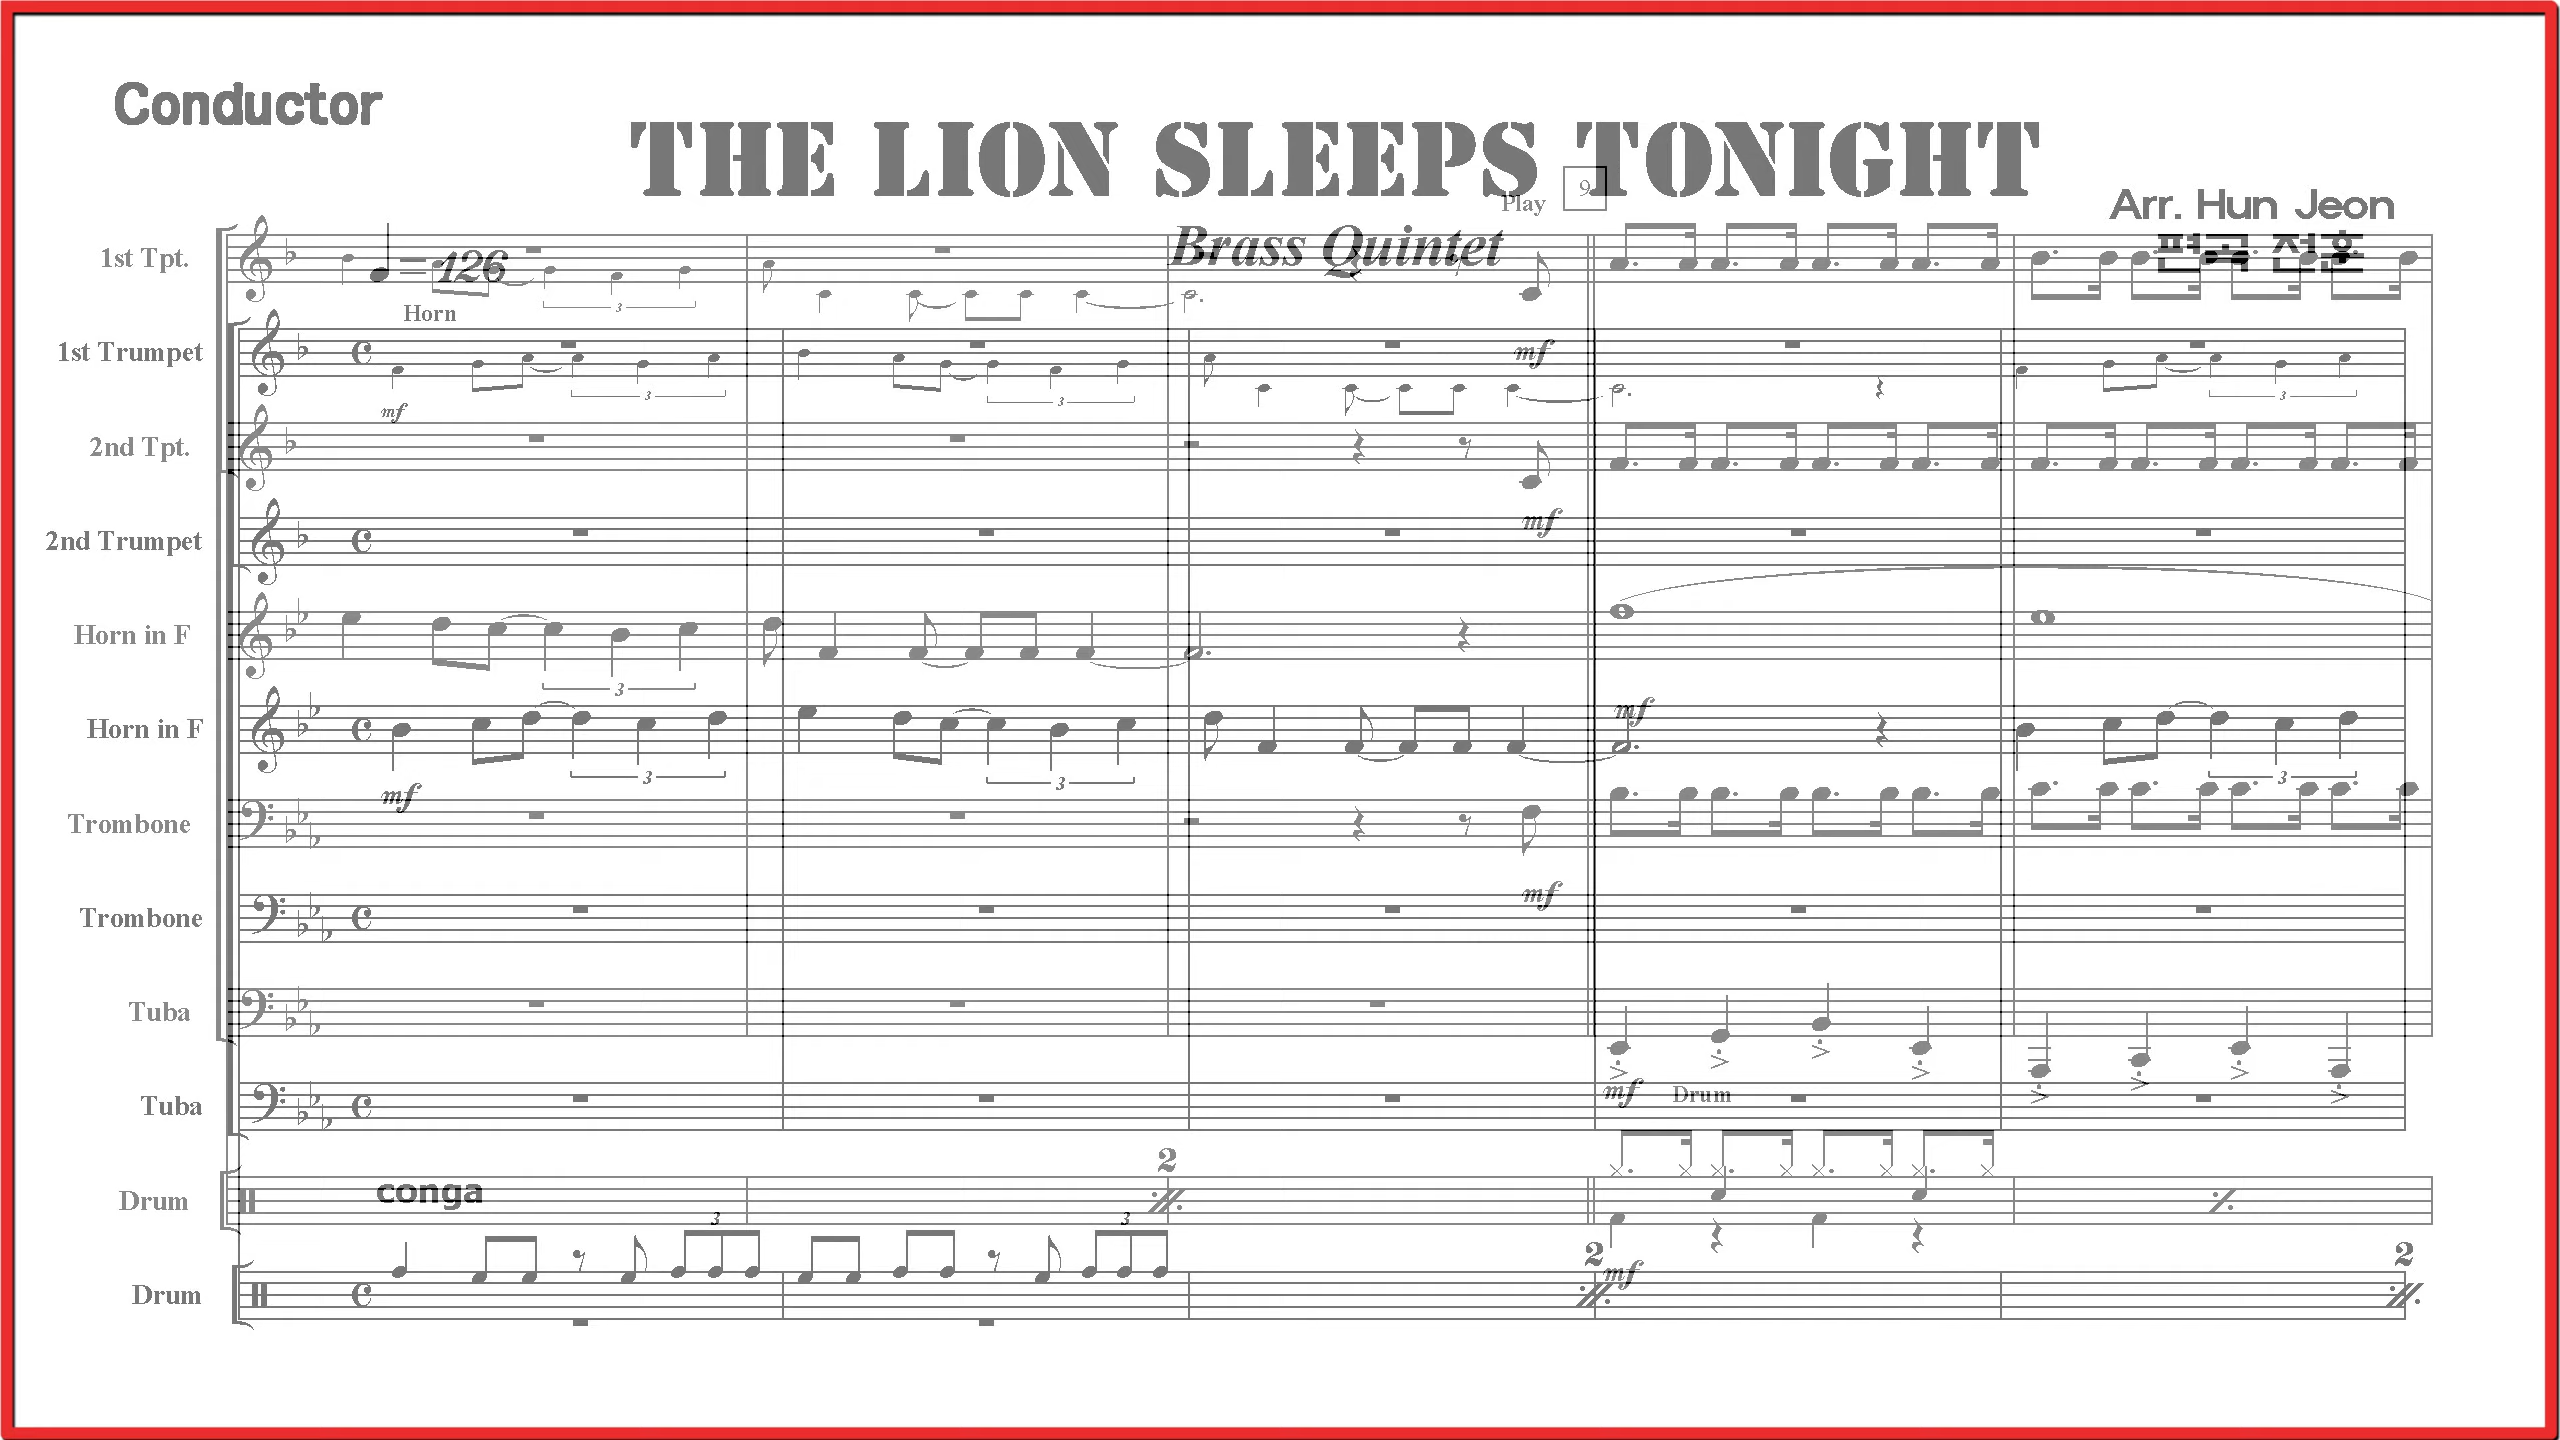 Conductor
THE LION SLEEPS TONIGHT
Play 9
Arr. Hun Jeon
Brass Quintet
편곡 전훈
1st Tpt.
=126
3
Horn
1st Trumpet
mf
3
3
3
mf
2nd Tpt.
2nd Trumpet
mf
Horn in F
3
Horn in F
mf
3
3
3
mf
Trombone
Trombone
mf
Tuba
Tuba
mf Drum
2
Drum
conga
3
3
2
2
Drum
mf